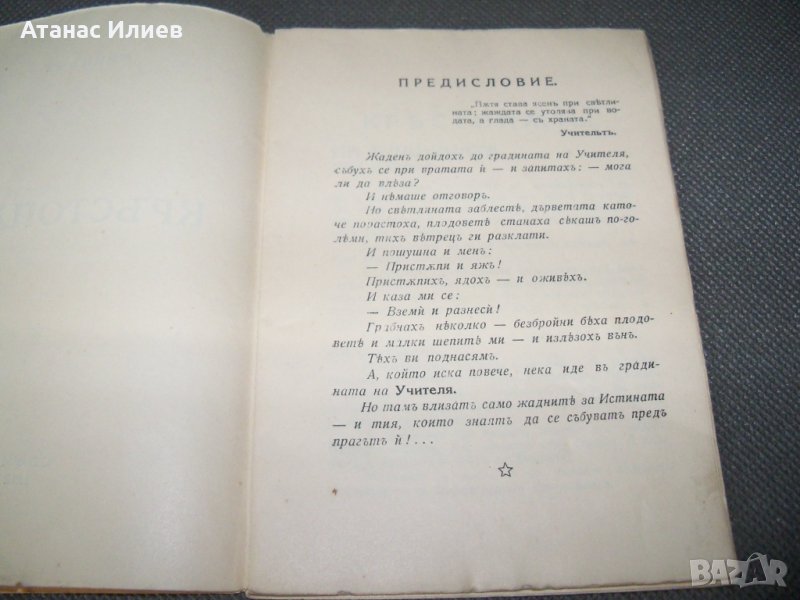 Атанас Илиев
ПРЕДИСЛОВИЕ.
„Пѫтя става ясенъ при свѣтли-
ната; жаждата се утолява при во-
дата, а глада — съ храната.“
Учительтъ.
Жаденъ дойдохъ до градината на Учителя,
събухъ се при вратата ѝ — и запитахъ: — мога
ли да влѣза?
И нѣмаше отговоръ.
Но свѣтлината заблестѣ, дърветата като-
че порастоха, плодоветѣ станаха сѣкашъ по-го-
лѣми, тихъ вѣтрецъ ги разклати.
И пошушна и менъ:
— Пристѫпи и яжъ!
Пристѫпихъ, ядохъ — и оживѣхъ.
И каза ми се:
— Вземи и разнеси!
Грабнахъ нѣколко — безбройни бѣха плодо-
ветѣ и малки шепитѣ ми — и излѣзохъ вънъ.
Тѣхъ ви поднасямъ.
А, който иска повече, нека иде въ гради-
ната на Учителя.
Но тамъ влизатъ само жаднитѣ за Истината
— и тия, които знаятъ да се събуватъ предъ
прагътъ ѝ!...
BAZAR